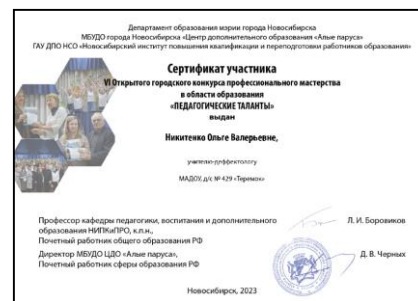 Департамент образования мэрии города Новосибирска
МБУДО города Новосибирска «Центр дополнительного образования «Алые паруса»
ГАУ ДПО НСО «Новосибирский институт повышения квалификации и переподготовки работников образования»
Сертификат участника
VI Открытого городского конкурса профессионального мастерства
в области образования
«ПЕДАГОГИЧЕСКИЕ ТАЛАНТЫ»
выдан
Никитенко Ольге Валерьевне,
учителю-дефектологу
МАДОУ, д/с № 429 «Теремок»
Профессор кафедры педагогики, воспитания и дополнительного
образования НИПКиПРО, к.п.н.,
Почетный работник общего образования РФ
Л. И. Боровиков
Директор МБУДО ЦДО «Алые паруса»,
Почетный работник сферы образования РФ
Д. В. Черных
Новосибирск, 2023